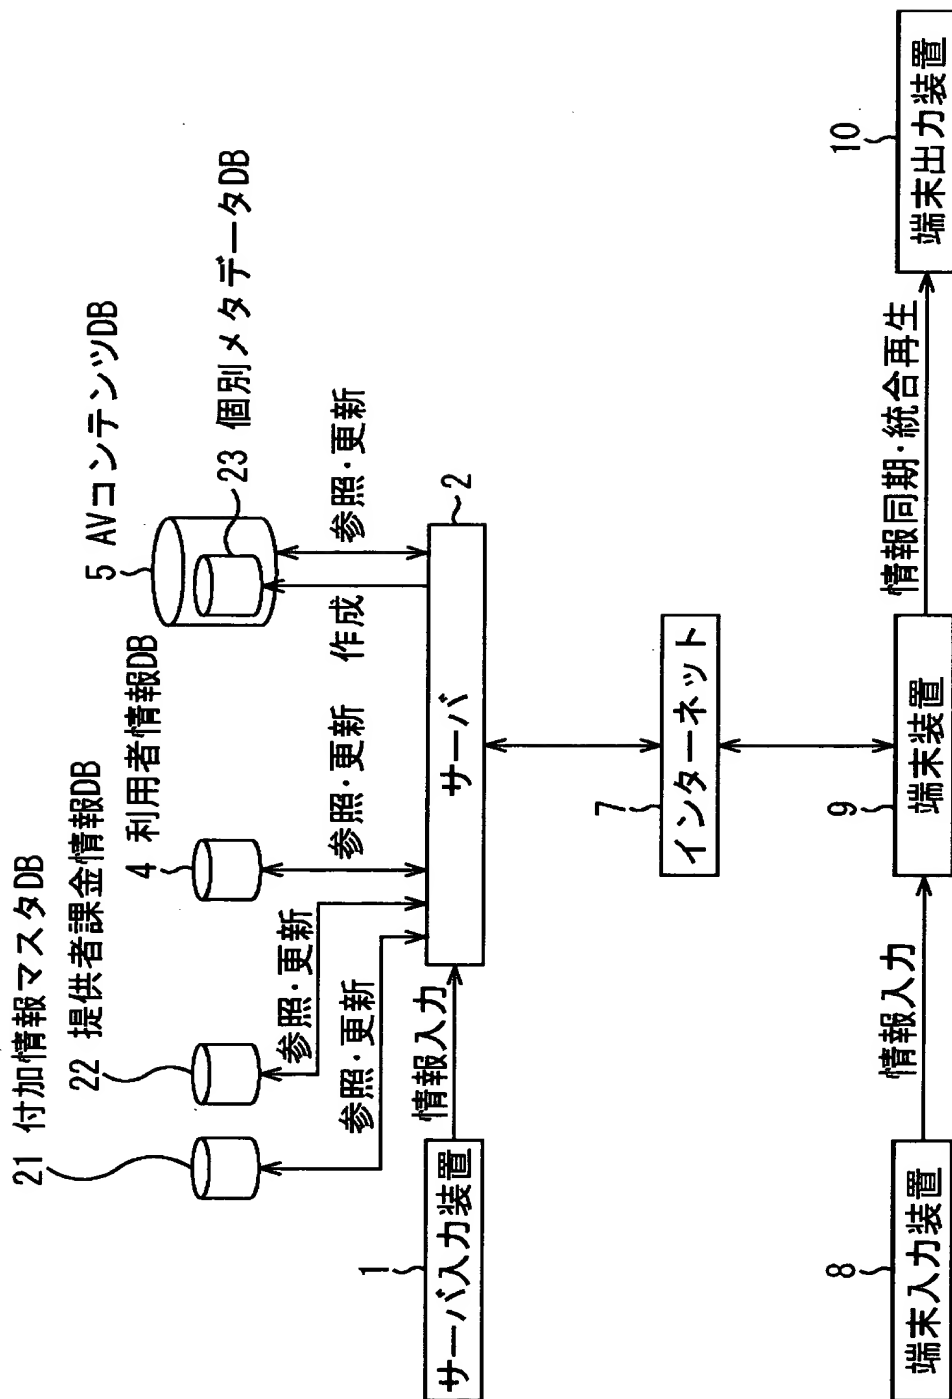 21 付加情報マスタDB
22 提供者課金情報DB
4 利用者情報DB
5 AVコンテンツDB
23 個別メタデータDB
参照・更新
参照・更新
参照・更新
作成
参照・更新
1
サーバ入力装置
情報入力
サーバ
2
7
インターネット
8
端末入力装置
情報入力
9
端末装置
情報同期・統合再生
10
端末出力装置